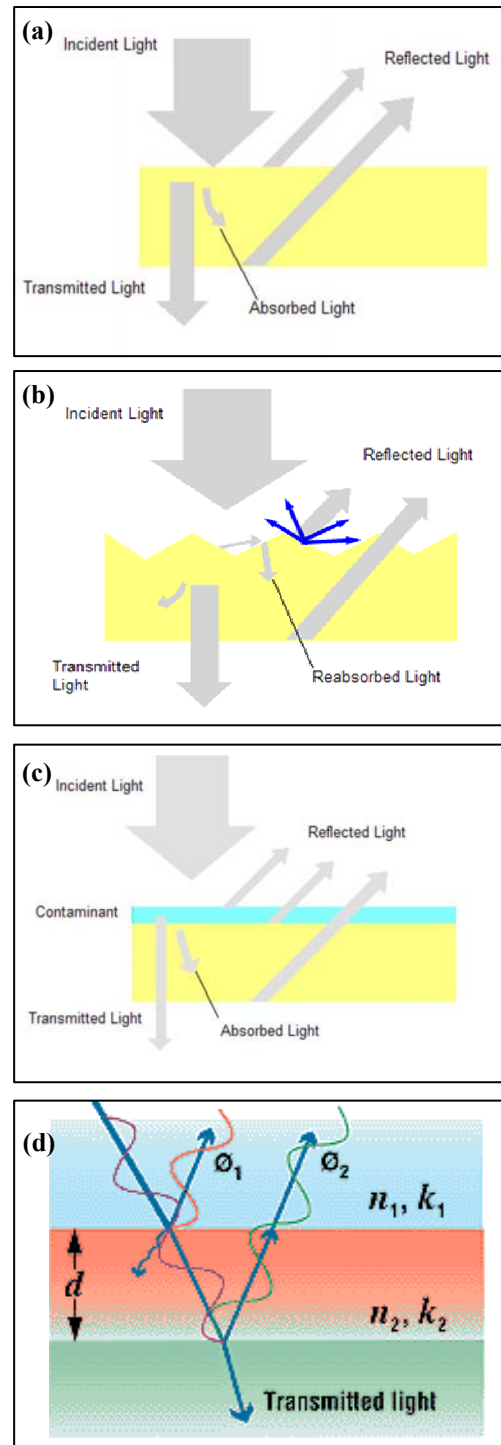 (a)
Incident Light
Reflected Light
Transmitted Light
Absorbed Light
(b)
Incident Light
Reflected Light
Transmitted
Light
Reabsorbed Light
(c)
Incident Light
Reflected Light
Contaminant
Transmitted Light
Absorbed Light
(d)
Ø1
Ø2
n1, k1
d
n2, k2
Transmitted light